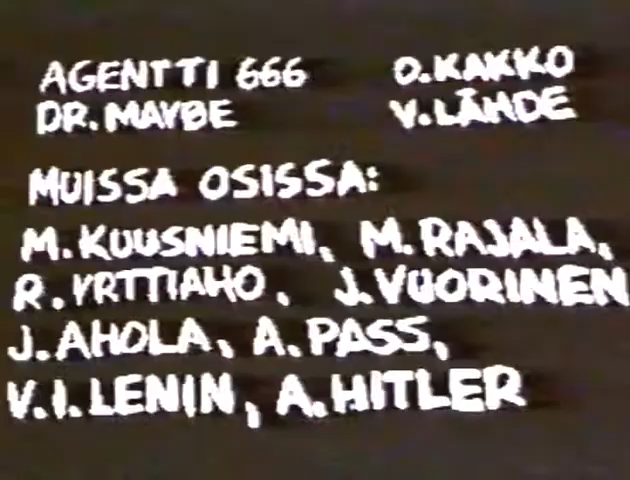 AGENTTI 666 O.KAKKO
DR. MAYBE V.LÄHDE
MUISSA OSISSA:
M. KUUSNIEMI, M. RAJALA,
R. YRTTIAHO, J. VUORINEN
J. AHOLA, A. PASS,
V. I. LENIN, A. HITLER